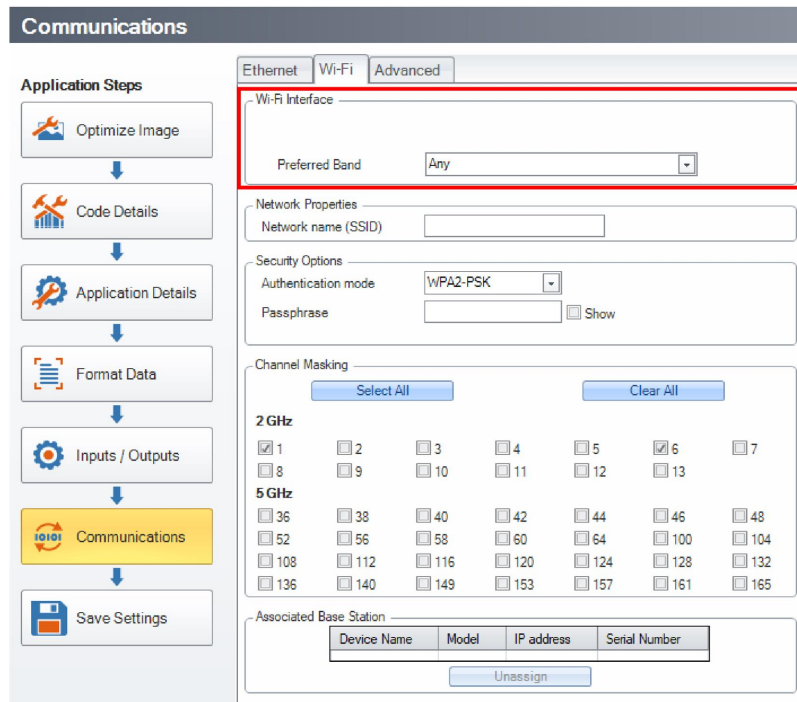 Communications
Application Steps
Optimize Image
Code Details
Application Details
Format Data
Inputs / Outputs
IOIOI
Communications
Save Settings
Ethernet Wi-Fi Advanced
Wi-Fi Interface
Preferred Band Any
Network Properties
Network name (SSID)
Security Options
Authentication mode WPA2-PSK
Passphrase Show
Channel Masking
Select All Clear All
2 GHz
1 2 3 4 5 6 7
8 9 10 11 12 13
5 GHz
36 38 40 42 44 46 48
52 56 58 60 64 100 104
108 112 116 120 124 128 132
136 140 149 153 157 161 165
Associated Base Station
Device Name Model IP address Serial Number
Unassign